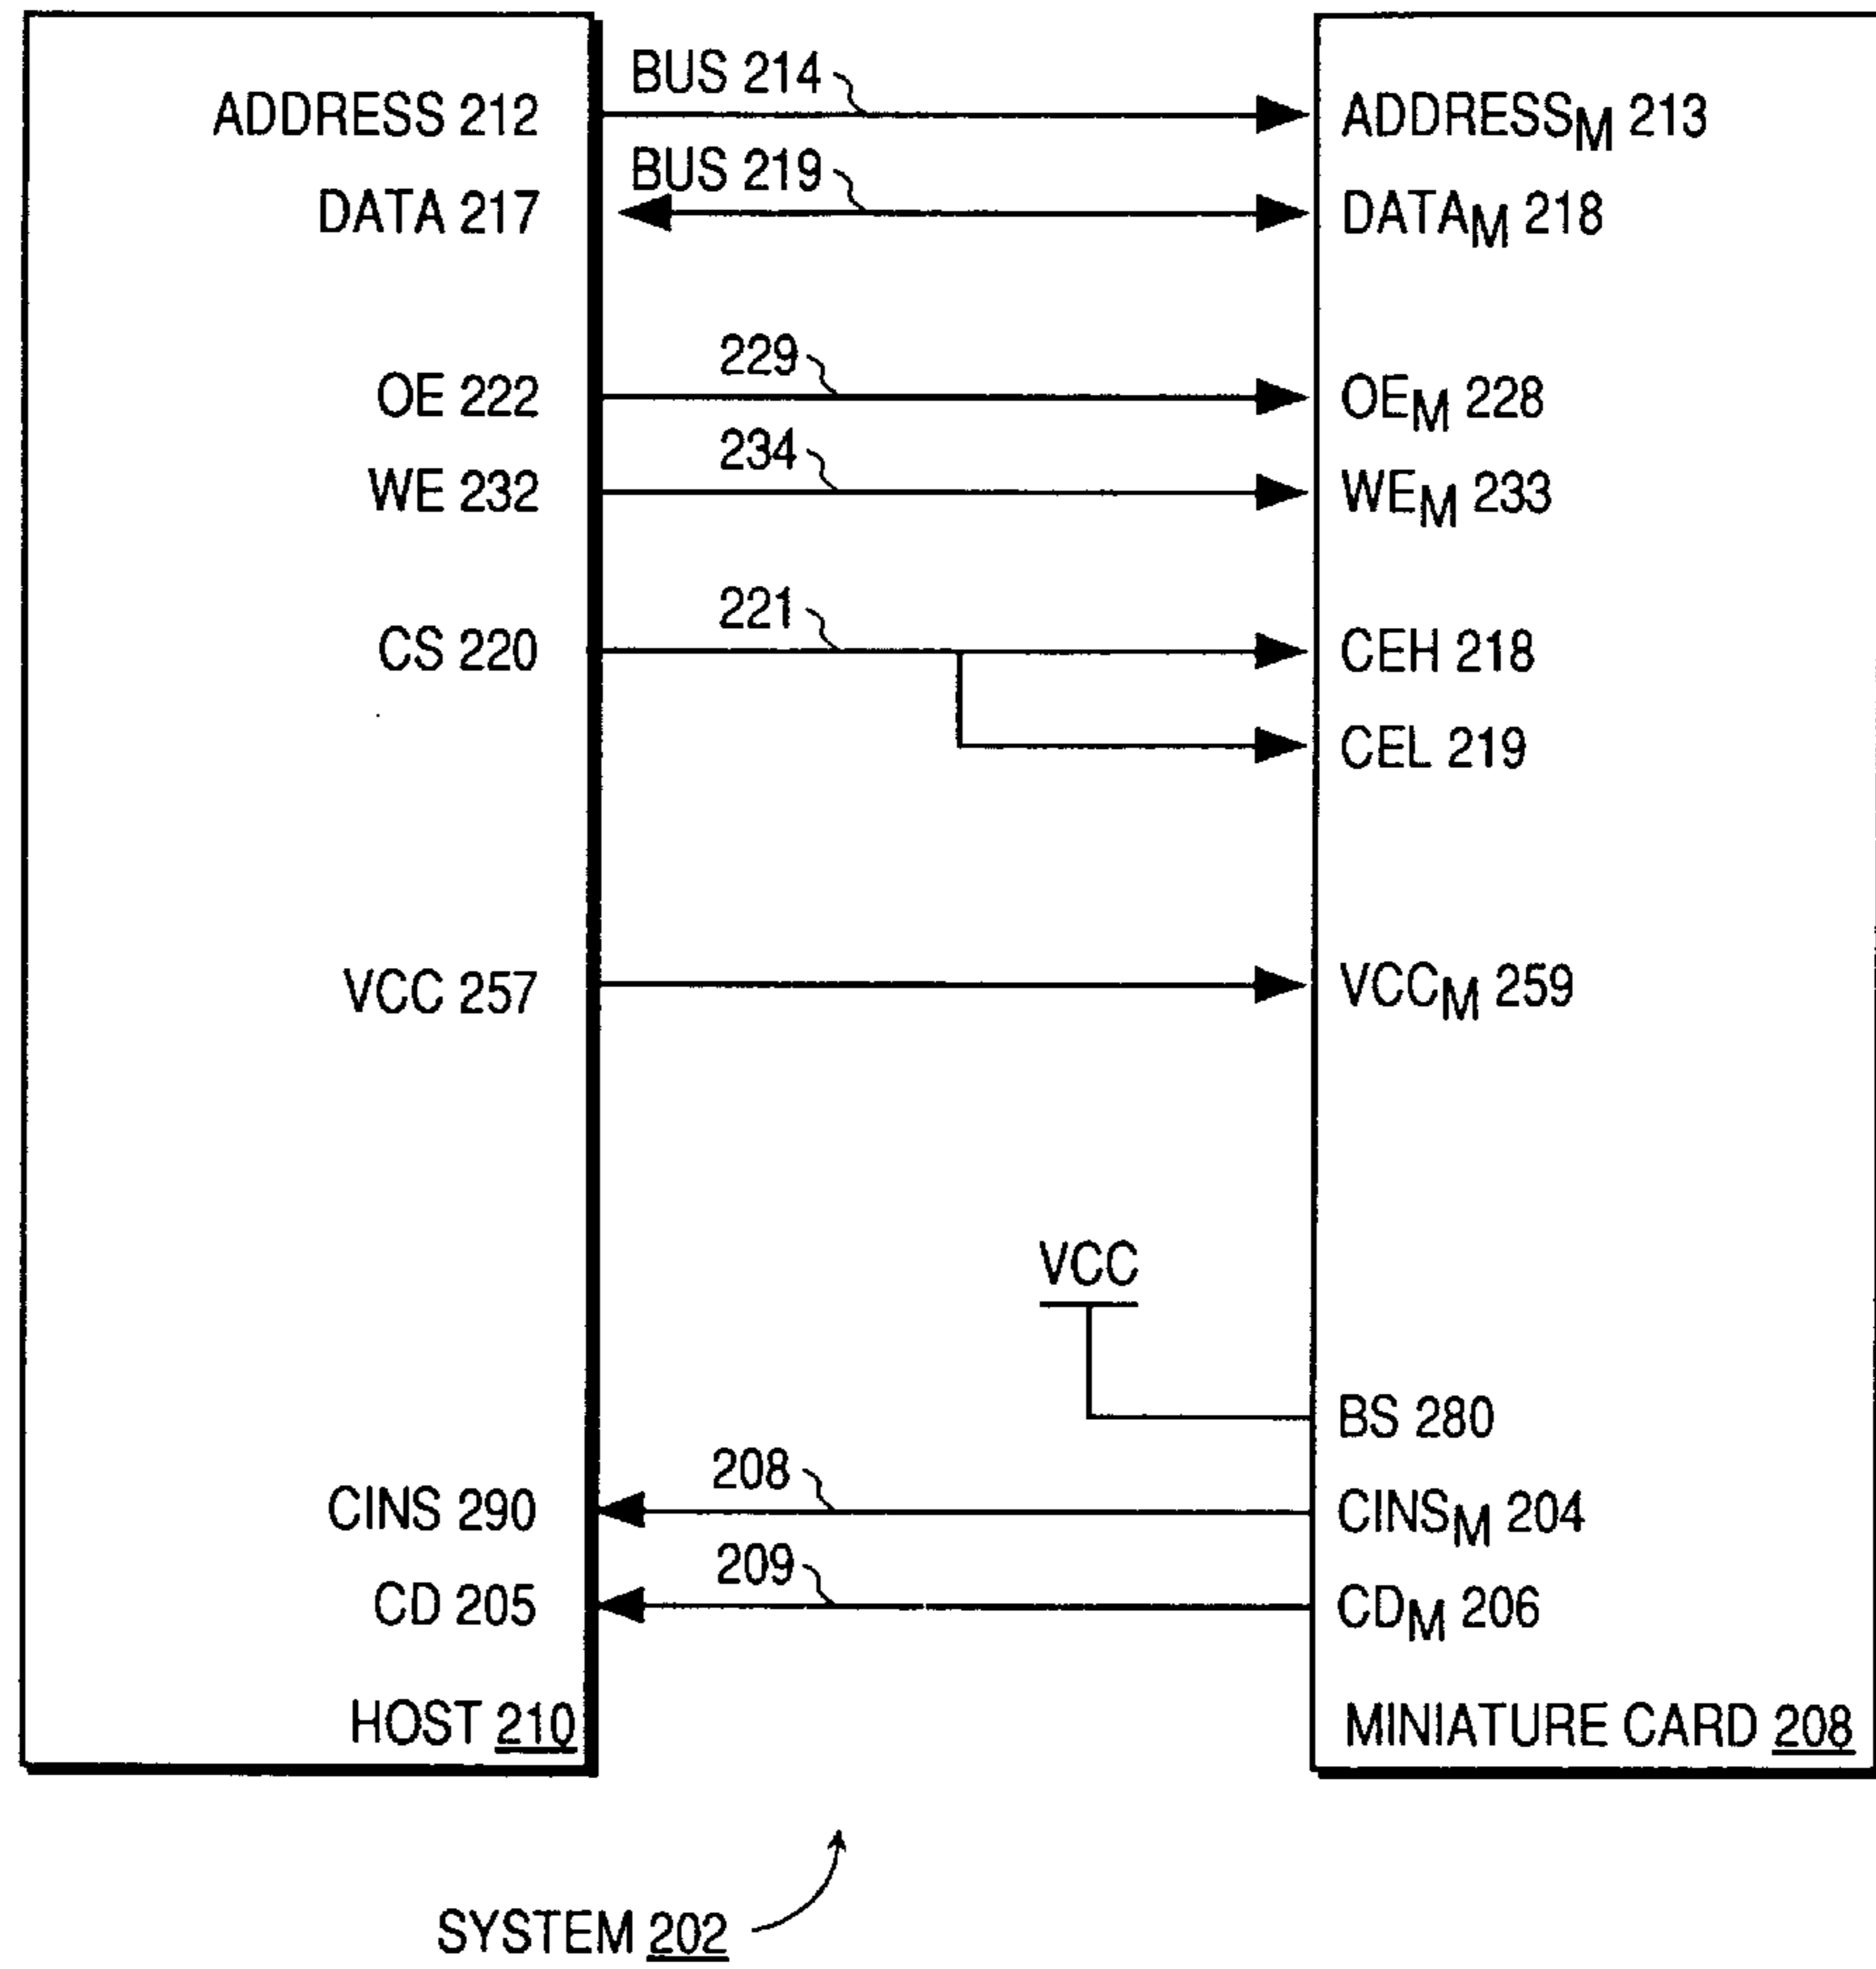 BUS 214
ADDRESS 212 ADDRESSM 213
BUS 219
DATA 217 DATAM 218
229
OE 222 OEM 228
234
WE 232 WEM 233
221
CS 220 CEH 218
CEL 219
VCC 257 VCCM 259
VCC
BS 280
208
CINS 290 CINSM 204
209
CD 205 CDM 206
HOST 210 MINIATURE CARD 208
SYSTEM 202